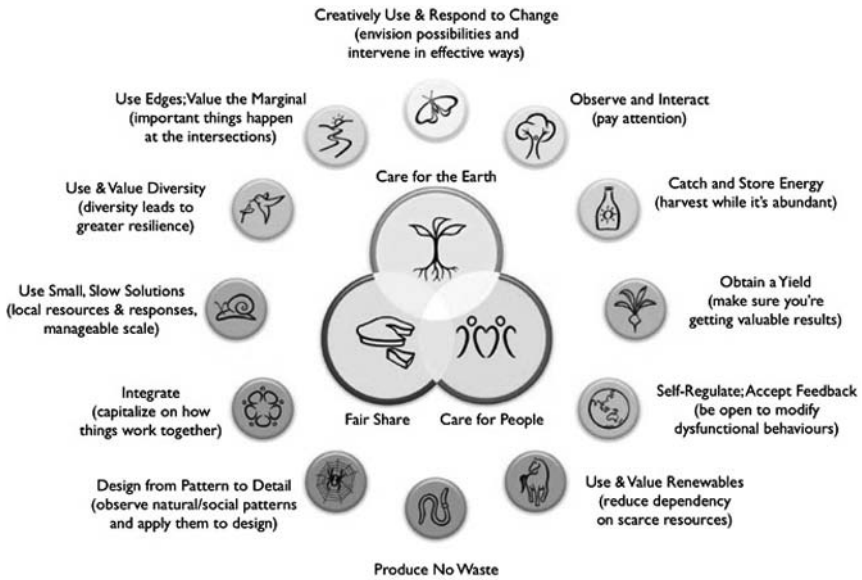 Creatively Use & Respond to Change
(envision possibilities and
intervene in effective ways)
Observe and Interact
(pay attention)
Catch and Store Energy
(harvest while it's abundant)
Obtain a Yield
(make sure you're
getting valuable results)
Self-Regulate; Accept Feedback
(be open to modify
dysfunctional behaviours)
Use & Value Renewables
(reduce dependency
on scarce resources)
Produce No Waste
Design from Pattern to Detail
(observe natural/social patterns
and apply them to design)
Integrate
(capitalize on how
things work together)
Use Small, Slow Solutions
(local resources & responses,
manageable scale)
Use & Value Diversity
(diversity leads to
greater resilience)
Use Edges; Value the Marginal
(important things happen
at the intersections)
Care for the Earth
Fair Share
Care for People